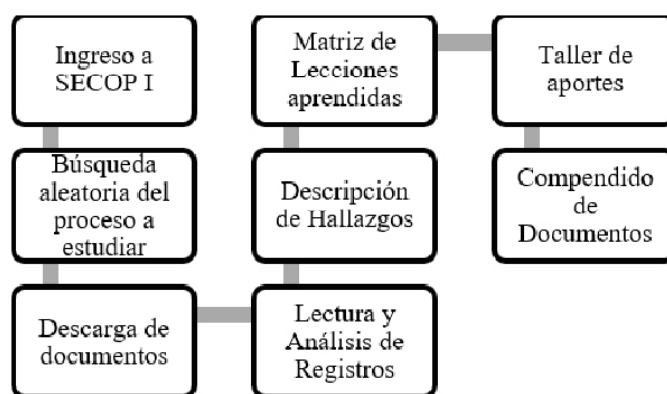 Ingreso a
SECOP I
Búsqueda
aleatoria del
proceso a
estudiar
Descarga de
documentos
Lectura y
Análisis de
Registros
Descripción
de Hallazgos
Matriz de
Lecciones
aprendidas
Taller de
aportes
Compendido
de
Documentos